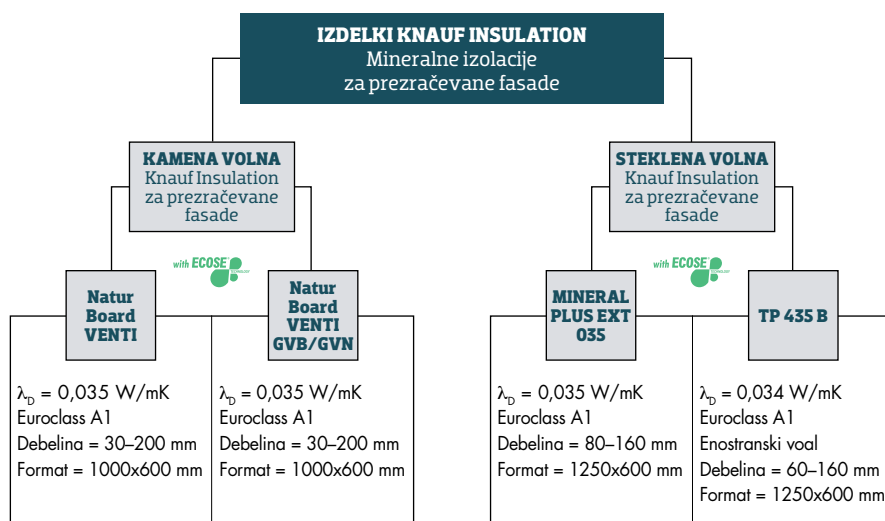 IZDELKI KNAUF INSULATION
Mineralne izolacije
za prezračevane fasade
KAMENA VOLNA
Knauf Insulation
za prezračevane
fasade
STEKLENA VOLNA
Knauf Insulation
za prezračevane
fasade
with ECOSE
TECHNOLOGY
with ECOSE
TECHNOLOGY
Natur
Board
VENTI
Natur
Board
VENTI
GVB/GVN
MINERAL
PLUS EXT
035
TP 435 B
λD = 0,035 W/mK
Euroclass A1
Debelina = 30–200 mm
Format = 1000x600 mm
λD = 0,035 W/mK
Euroclass A1
Debelina = 30–200 mm
Format = 1000x600 mm
λD = 0,035 W/mK
Euroclass A1
Debelina = 80–160 mm
Format = 1250x600 mm
λD = 0,034 W/mK
Euroclass A1
Enostranski voal
Debelina = 60–160 mm
Format = 1250x600 mm